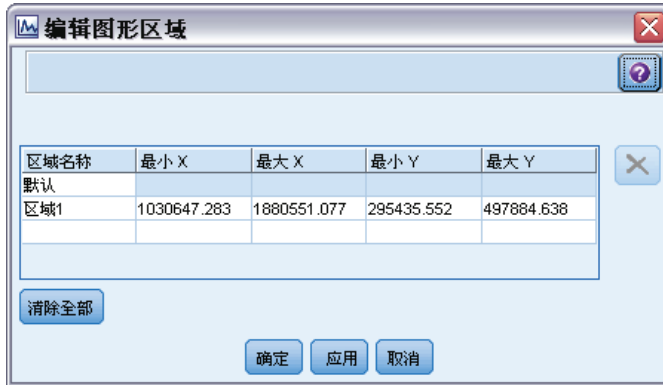 编辑图形区域
区域名称 最小 X 最大 X 最小 Y 最大 Y
默认
区域1 1030647.283 1880551.077 295435.552 497884.638
清除全部
确定 应用 取消